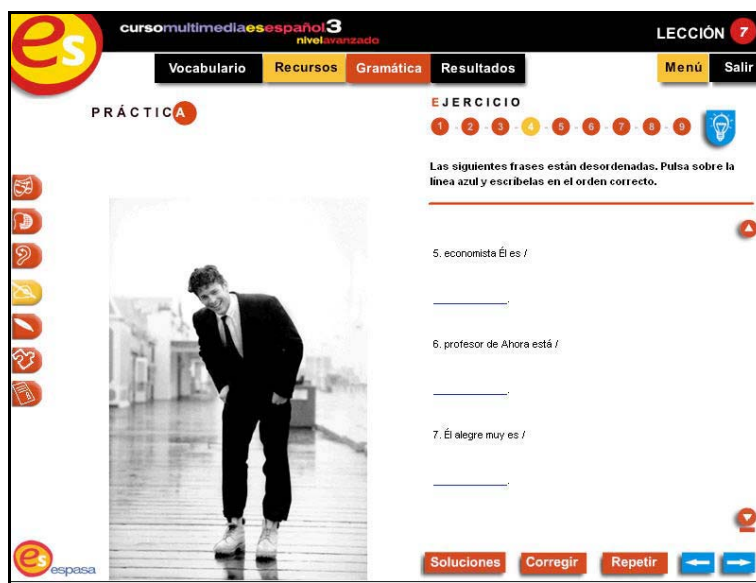 es
cursomultimediaesespañol3
nivelavanzado
LECCIÓN 7
Vocabulario Recursos Gramática Resultados Menú Salir
PRÁCTICA
EJERCICIO
1 - 2 - 3 - 4 - 5 - 6 - 7 - 8 - 9
Las siguientes frases están desordenadas. Pulsa sobre la
línea azul y escríbelas en el orden correcto.
5. economista Él es /
.
6. profesor de Ahora está /
.
7. Él alegre muy es /
.
Soluciones Corregir Repetir
es espasa